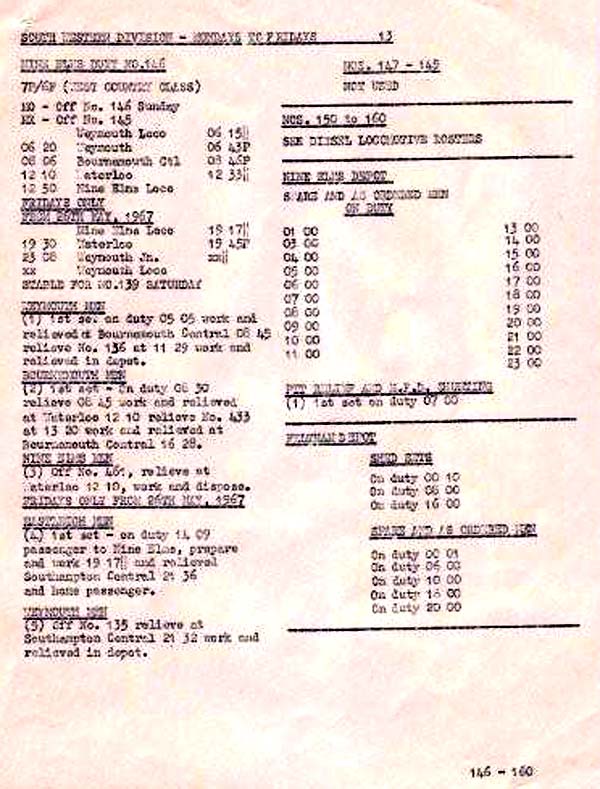 SOUTH WESTERN DIVISION - MONDAYS TO FRIDAYS 13
NINE ELMS DUTY NO.146
7P/6P (WEST COUNTRY CLASS)
MO - Off No. 146 Sunday
MX - Off No. 145
Weymouth Loco 06 15||
06 20 Weymouth 06 43P
08 06 Bournemouth Ctl 08 46P
12 10 Waterloo 12 33||
12 50 Nine Elms Loco
FRIDAYS ONLY
FROM 26TH MAY, 1967
Nine Elms Loco 19 17||
19 30 Waterloo 19 45P
23 08 Weymouth Jn. xx||
xx Weymouth Loco
STABLE FOR NO.139 SATURDAY
WEYMOUTH MEN
(1) 1st set on duty 05 05 work and
relieved at Bournemouth Central 08 45
relieve No. 136 at 11 29 work and
relieved in depot.
BOURNEMOUTH MEN
(2) 1st set - On duty 08 30
relieve 08 45 work and relieved
at Waterloo 12 10 relieve No. 433
at 13 20 work and relieved at
Bournemouth Central 16 28.
NINE ELMS MEN
(3) Off No. 461, relieve at
Waterloo 12 10, work and dispose.
FRIDAYS ONLY FROM 26TH MAY, 1967
EASTLEIGH MEN
(4) 1st set - on duty 14 09
passenger to Nine Elms, prepare
and work 19 17|| and relieved
Southampton Central 21 36
and home passenger.
WEYMOUTH MEN
(5) Off No. 135 relieve at
Southampton Central 21 32 work and
relieved in depot.
NOS. 147 - 149
NOT USED
NOS. 150 to 160
SEE DIESEL LOCOMOTIVE ROSTERS
NINE ELMS DEPOT
SPARE AND AS ORDERED MEN
ON DUTY
01 00 13 00
03 00 14 00
04 00 15 00
05 00 16 00
06 00 17 00
07 00 18 00
08 00 19 00
09 00 20 00
10 00 21 00
11 00 22 00
23 00
PIT RELIEF AND M.P.D. SHUNTING
(1) 1st set on duty 07 00
FELTHAM DEPOT
SHED SETS
On duty 00 10
On duty 08 00
On duty 16 00
SPARE AND AS ORDERED MEN
On duty 00 01
On duty 06 00
On duty 10 00
On duty 18 00
On duty 20 00
146 - 160